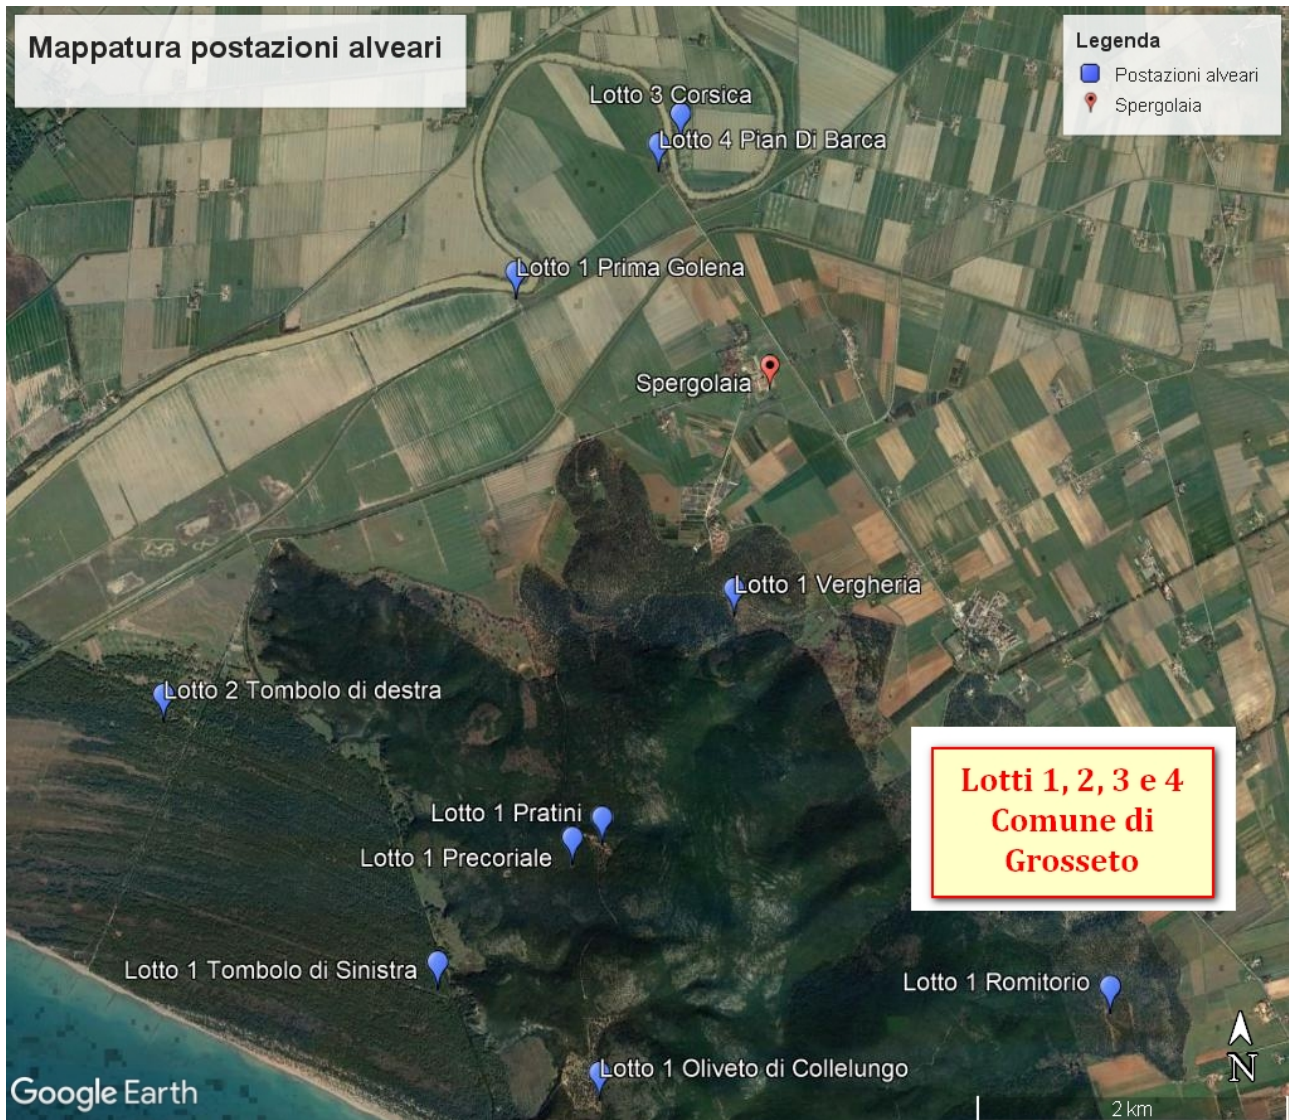 Mappatura postazioni alveari
Legenda
Postazioni alveari
Spergolaia
Lotto 3 Corsica
Lotto 4 Pian Di Barca
Lotto 1 Prima Golena
Spergolaia
Lotto 1 Vergheria
Lotto 2 Tombolo di destra
Lotti 1, 2, 3 e 4
Comune di
Grosseto
Lotto 1 Pratini
Lotto 1 Precoriale
Lotto 1 Tombolo di Sinistra
Lotto 1 Romitorio
Lotto 1 Oliveto di Collelungo
N
Google Earth
2 km